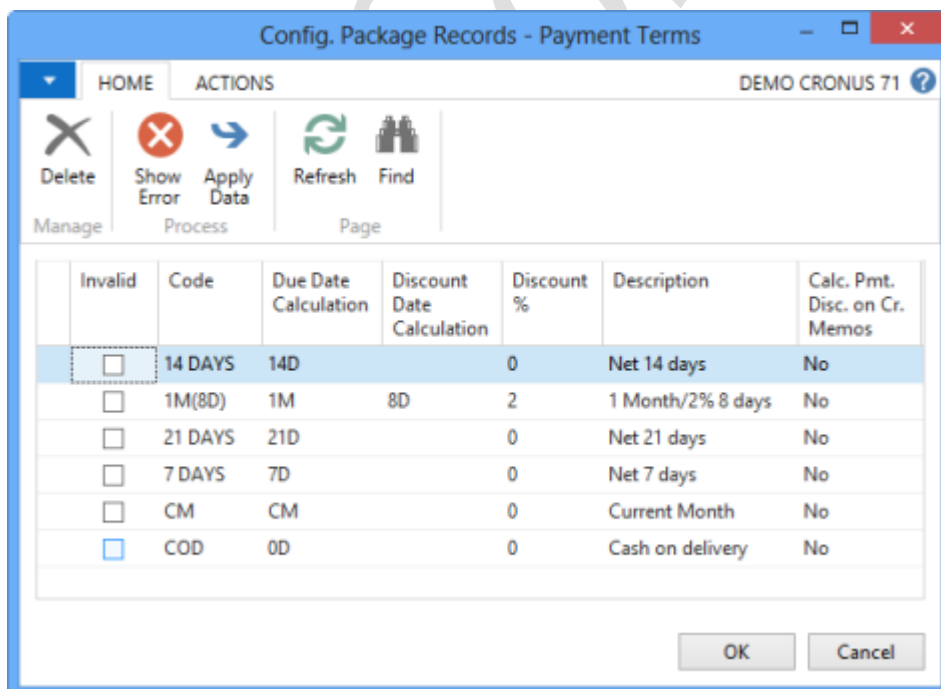 Config. Package Records - Payment Terms
HOME ACTIONS DEMO CRONUS 71
Delete Show Error Apply Data Refresh Find
Manage Process Page
Invalid Code Due Date Calculation Discount Date Calculation Discount % Description Calc. Pmt. Disc. on Cr. Memos
14 DAYS 14D 0 Net 14 days No
1M(8D) 1M 8D 2 1 Month/2% 8 days No
21 DAYS 21D 0 Net 21 days No
7 DAYS 7D 0 Net 7 days No
CM CM 0 Current Month No
COD 0D 0 Cash on delivery No
OK Cancel